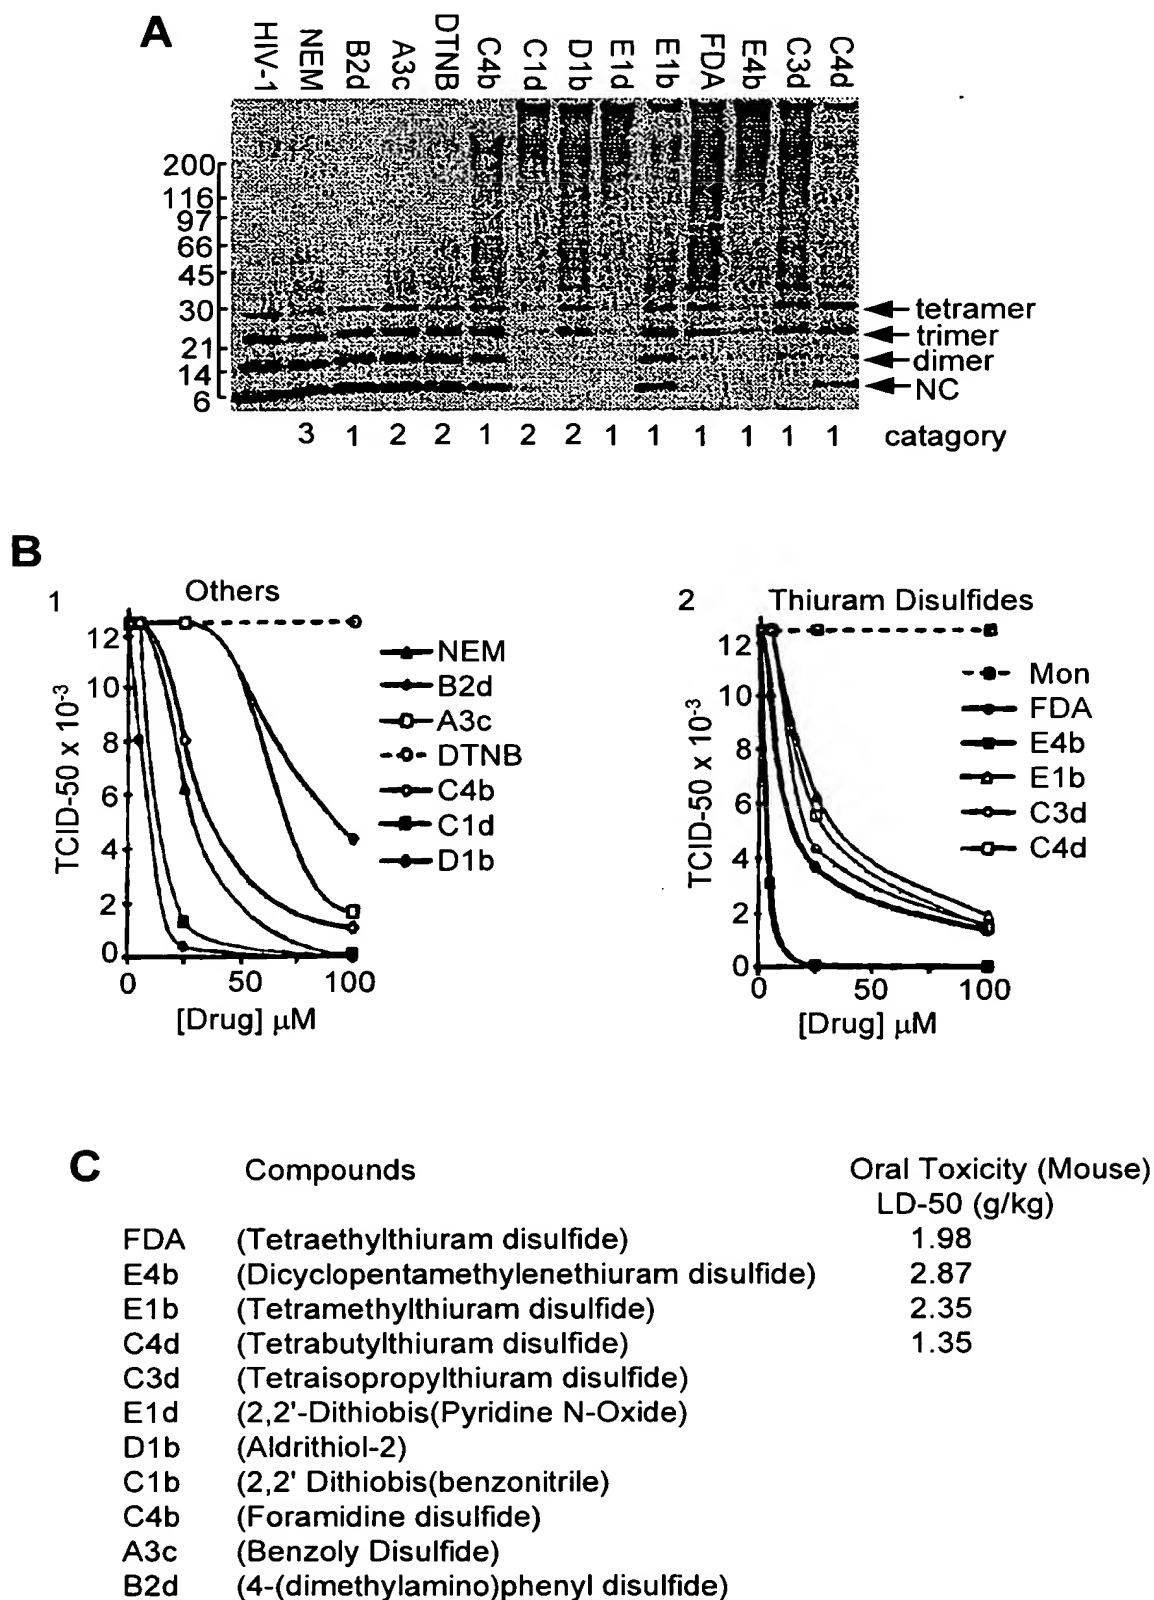 A
HIV-1 NEM B2d A3c DTNB C4b C1d D1b E1d E1b FDA E4b C3d C4d
200
116
97
66
45
30
21
14
6
tetramer
trimer
dimer
NC
3 1 2 2 1 2 2 1 1 1 1 1 1 catagory
B
1 Others
TCID-50 x 10-3
12
10
8
6
4
2
0
0 50 100
[Drug] µM
NEM
B2d
A3c
DTNB
C4b
C1d
D1b
2 Thiuram Disulfides
TCID-50 x 10-3
12
10
8
6
4
2
0
0 50 100
[Drug] µM
Mon
FDA
E4b
E1b
C3d
C4d
C Compounds Oral Toxicity (Mouse)
LD-50 (g/kg)
FDA (Tetraethylthiuram disulfide) 1.98
E4b (Dicyclopentamethylenethiuram disulfide) 2.87
E1b (Tetramethylthiuram disulfide) 2.35
C4d (Tetrabutylthiuram disulfide) 1.35
C3d (Tetraisopropylthiuram disulfide)
E1d (2,2'-Dithiobis(Pyridine N-Oxide)
D1b (Aldrithiol-2)
C1b (2,2' Dithiobis(benzonitrile)
C4b (Foramidine disulfide)
A3c (Benzoly Disulfide)
B2d (4-(dimethylamino)phenyl disulfide)